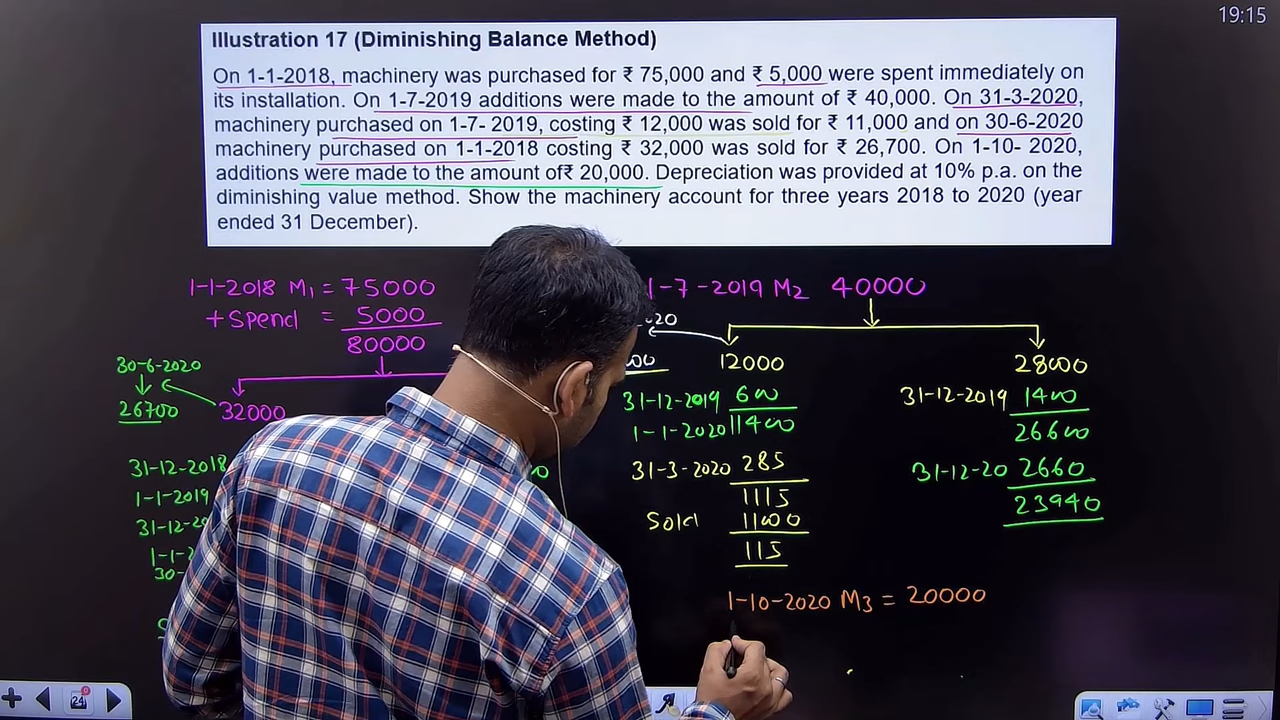 19:15
Illustration 17 (Diminishing Balance Method)
On 1-1-2018, machinery was purchased for ₹ 75,000 and ₹ 5,000 were spent immediately on
its installation. On 1-7-2019 additions were made to the amount of ₹ 40,000. On 31-3-2020,
machinery purchased on 1-7- 2019, costing ₹ 12,000 was sold for ₹ 11,000 and on 30-6-2020
machinery purchased on 1-1-2018 costing ₹ 32,000 was sold for ₹ 26,700. On 1-10- 2020,
additions were made to the amount of₹ 20,000. Depreciation was provided at 10% p.a. on the
diminishing value method. Show the machinery account for three years 2018 to 2020 (year
ended 31 December).
1-1-2018 M1 = 75000
+ Spend = 5000
80000
30-6-2020
26700
32000
31-12-2018
1-1-2019
1-7-2019 M2 40000
12000
28000
31-12-2019 600
1-1-2020 11400
31-3-2020 285
1115
Sold 11000
115
31-12-2019 1400
26600
31-12-20 2660
23940
1-10-2020 M3 = 20000
24